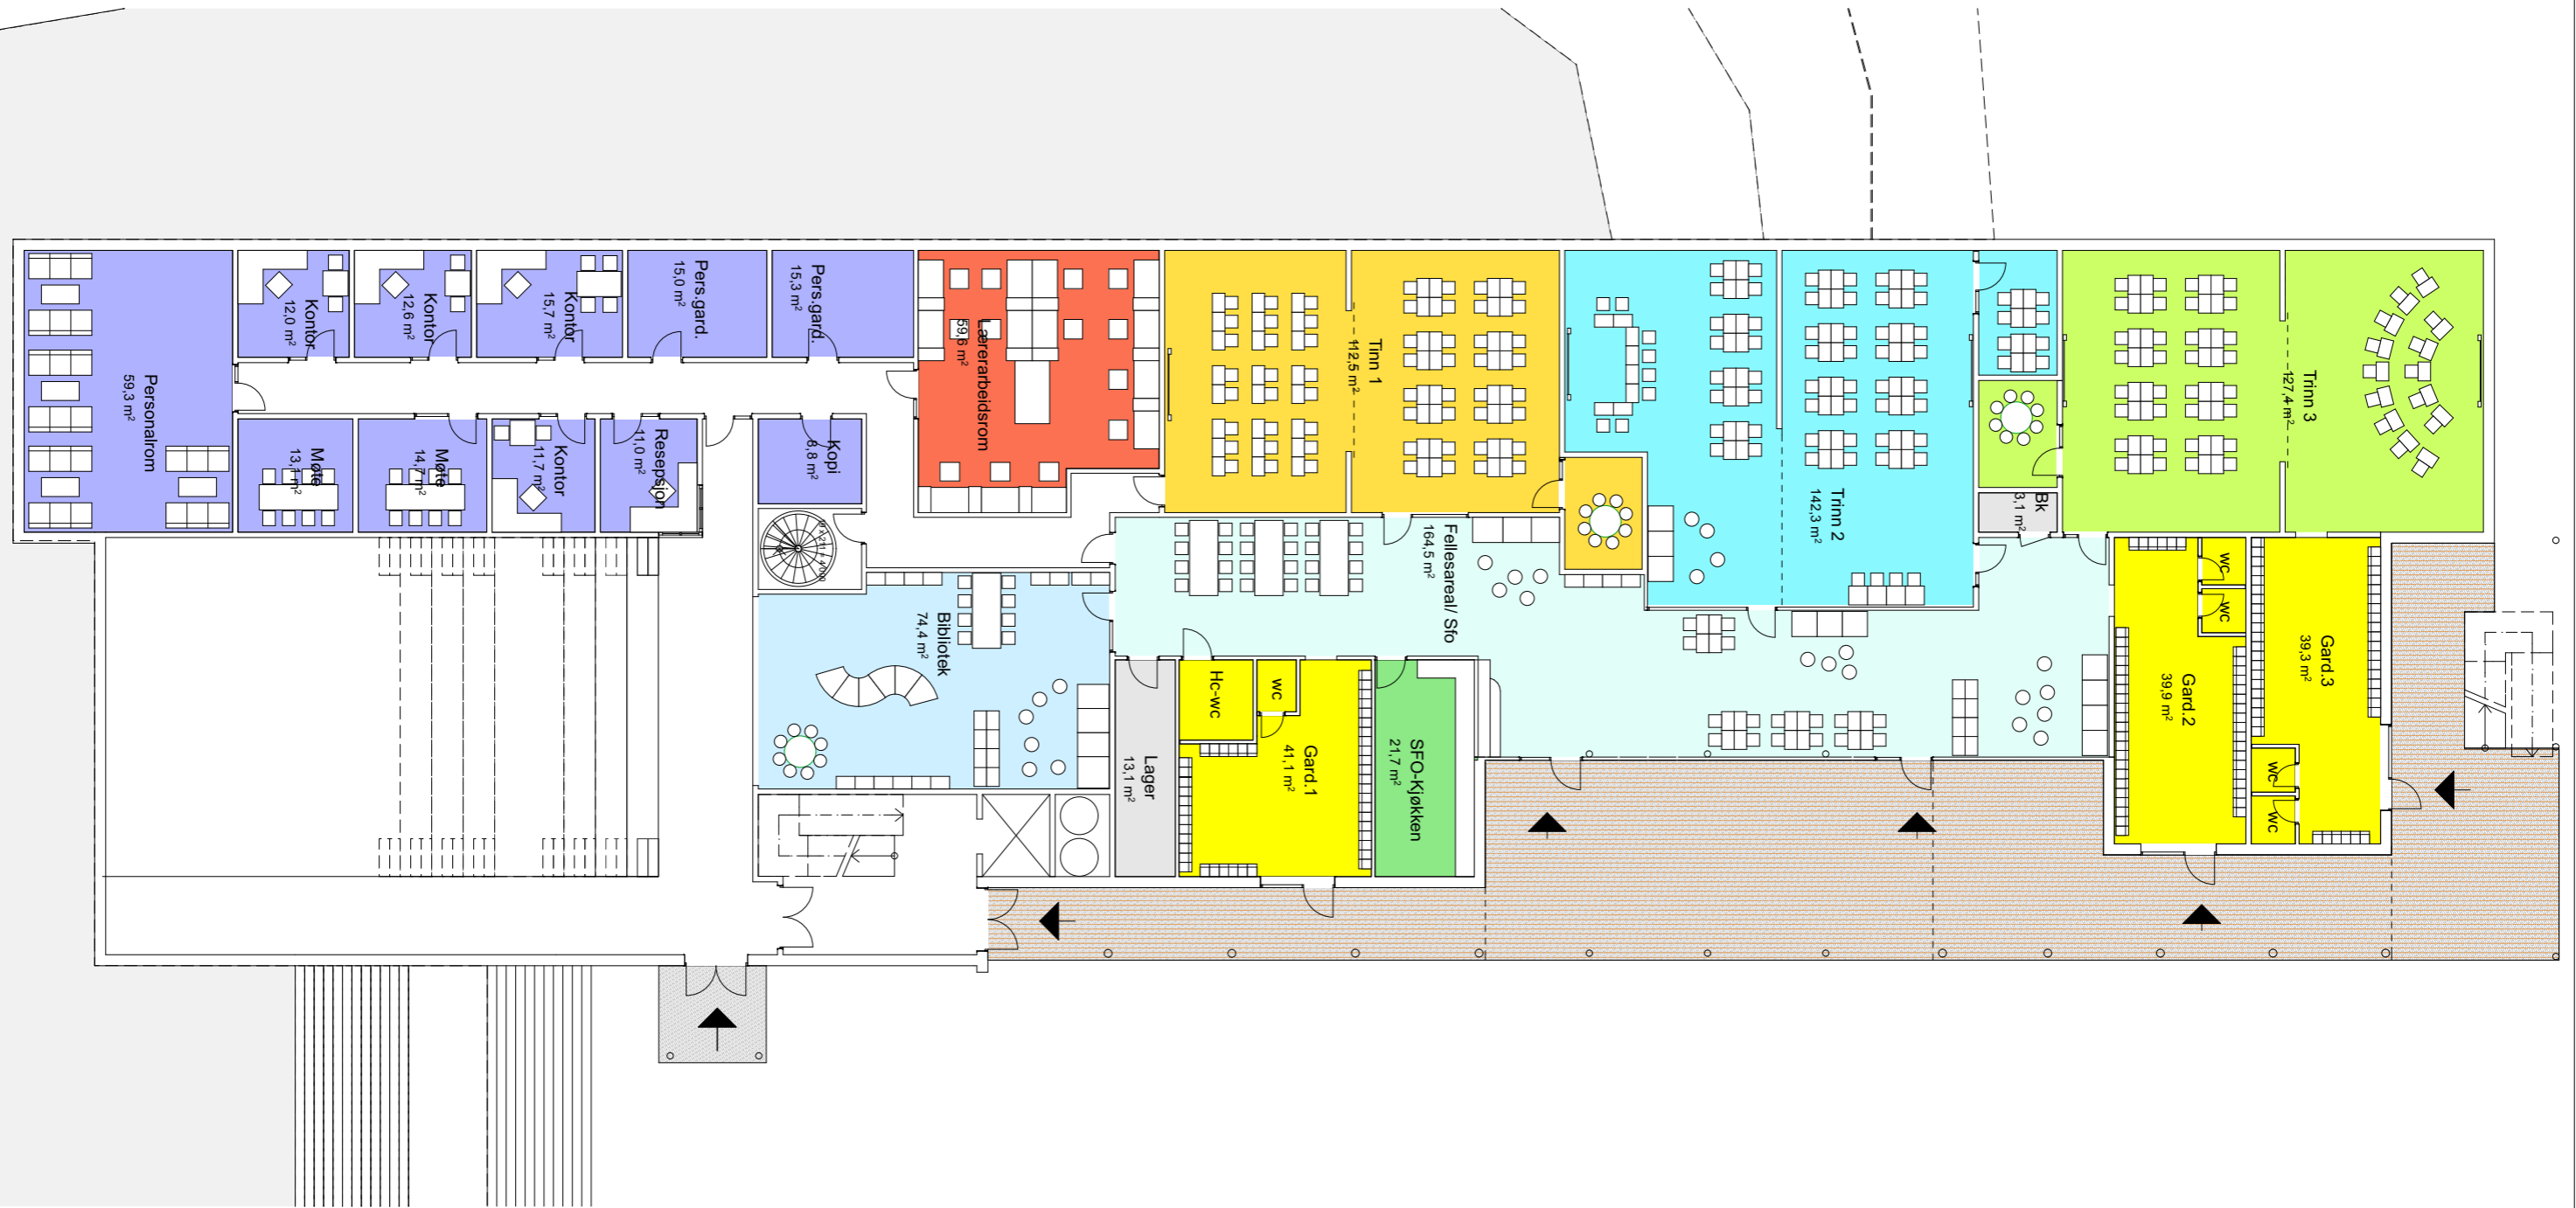 Personalrom
59,3 m²
Kontor
12,0 m²
Kontor
12,6 m²
Kontor
15,7 m²
Pers.gard.
15,0 m²
Pers.gard.
15,3 m²
Lærerarbeidsrom
59,6 m²
Tinn 1
112,5 m²
Trinn 2
142,3 m²
Trinn 3
127,4 m²
Bk
3,1 m²
Møte
13,1 m²
Møte
14,7 m²
Kontor
11,7 m²
Resepsjon
11,0 m²
Kopi
6,8 m²
Bibliotek
74,4 m²
Fellesareal/ Sfo
164,5 m²
Lager
13,1 m²
Hc-wc
wc
Gard.1
41,1 m²
SFO-Kjøkken
21,7 m²
wc
wc
Gard.2
39,9 m²
Gard.3
39,3 m²
wc
wc